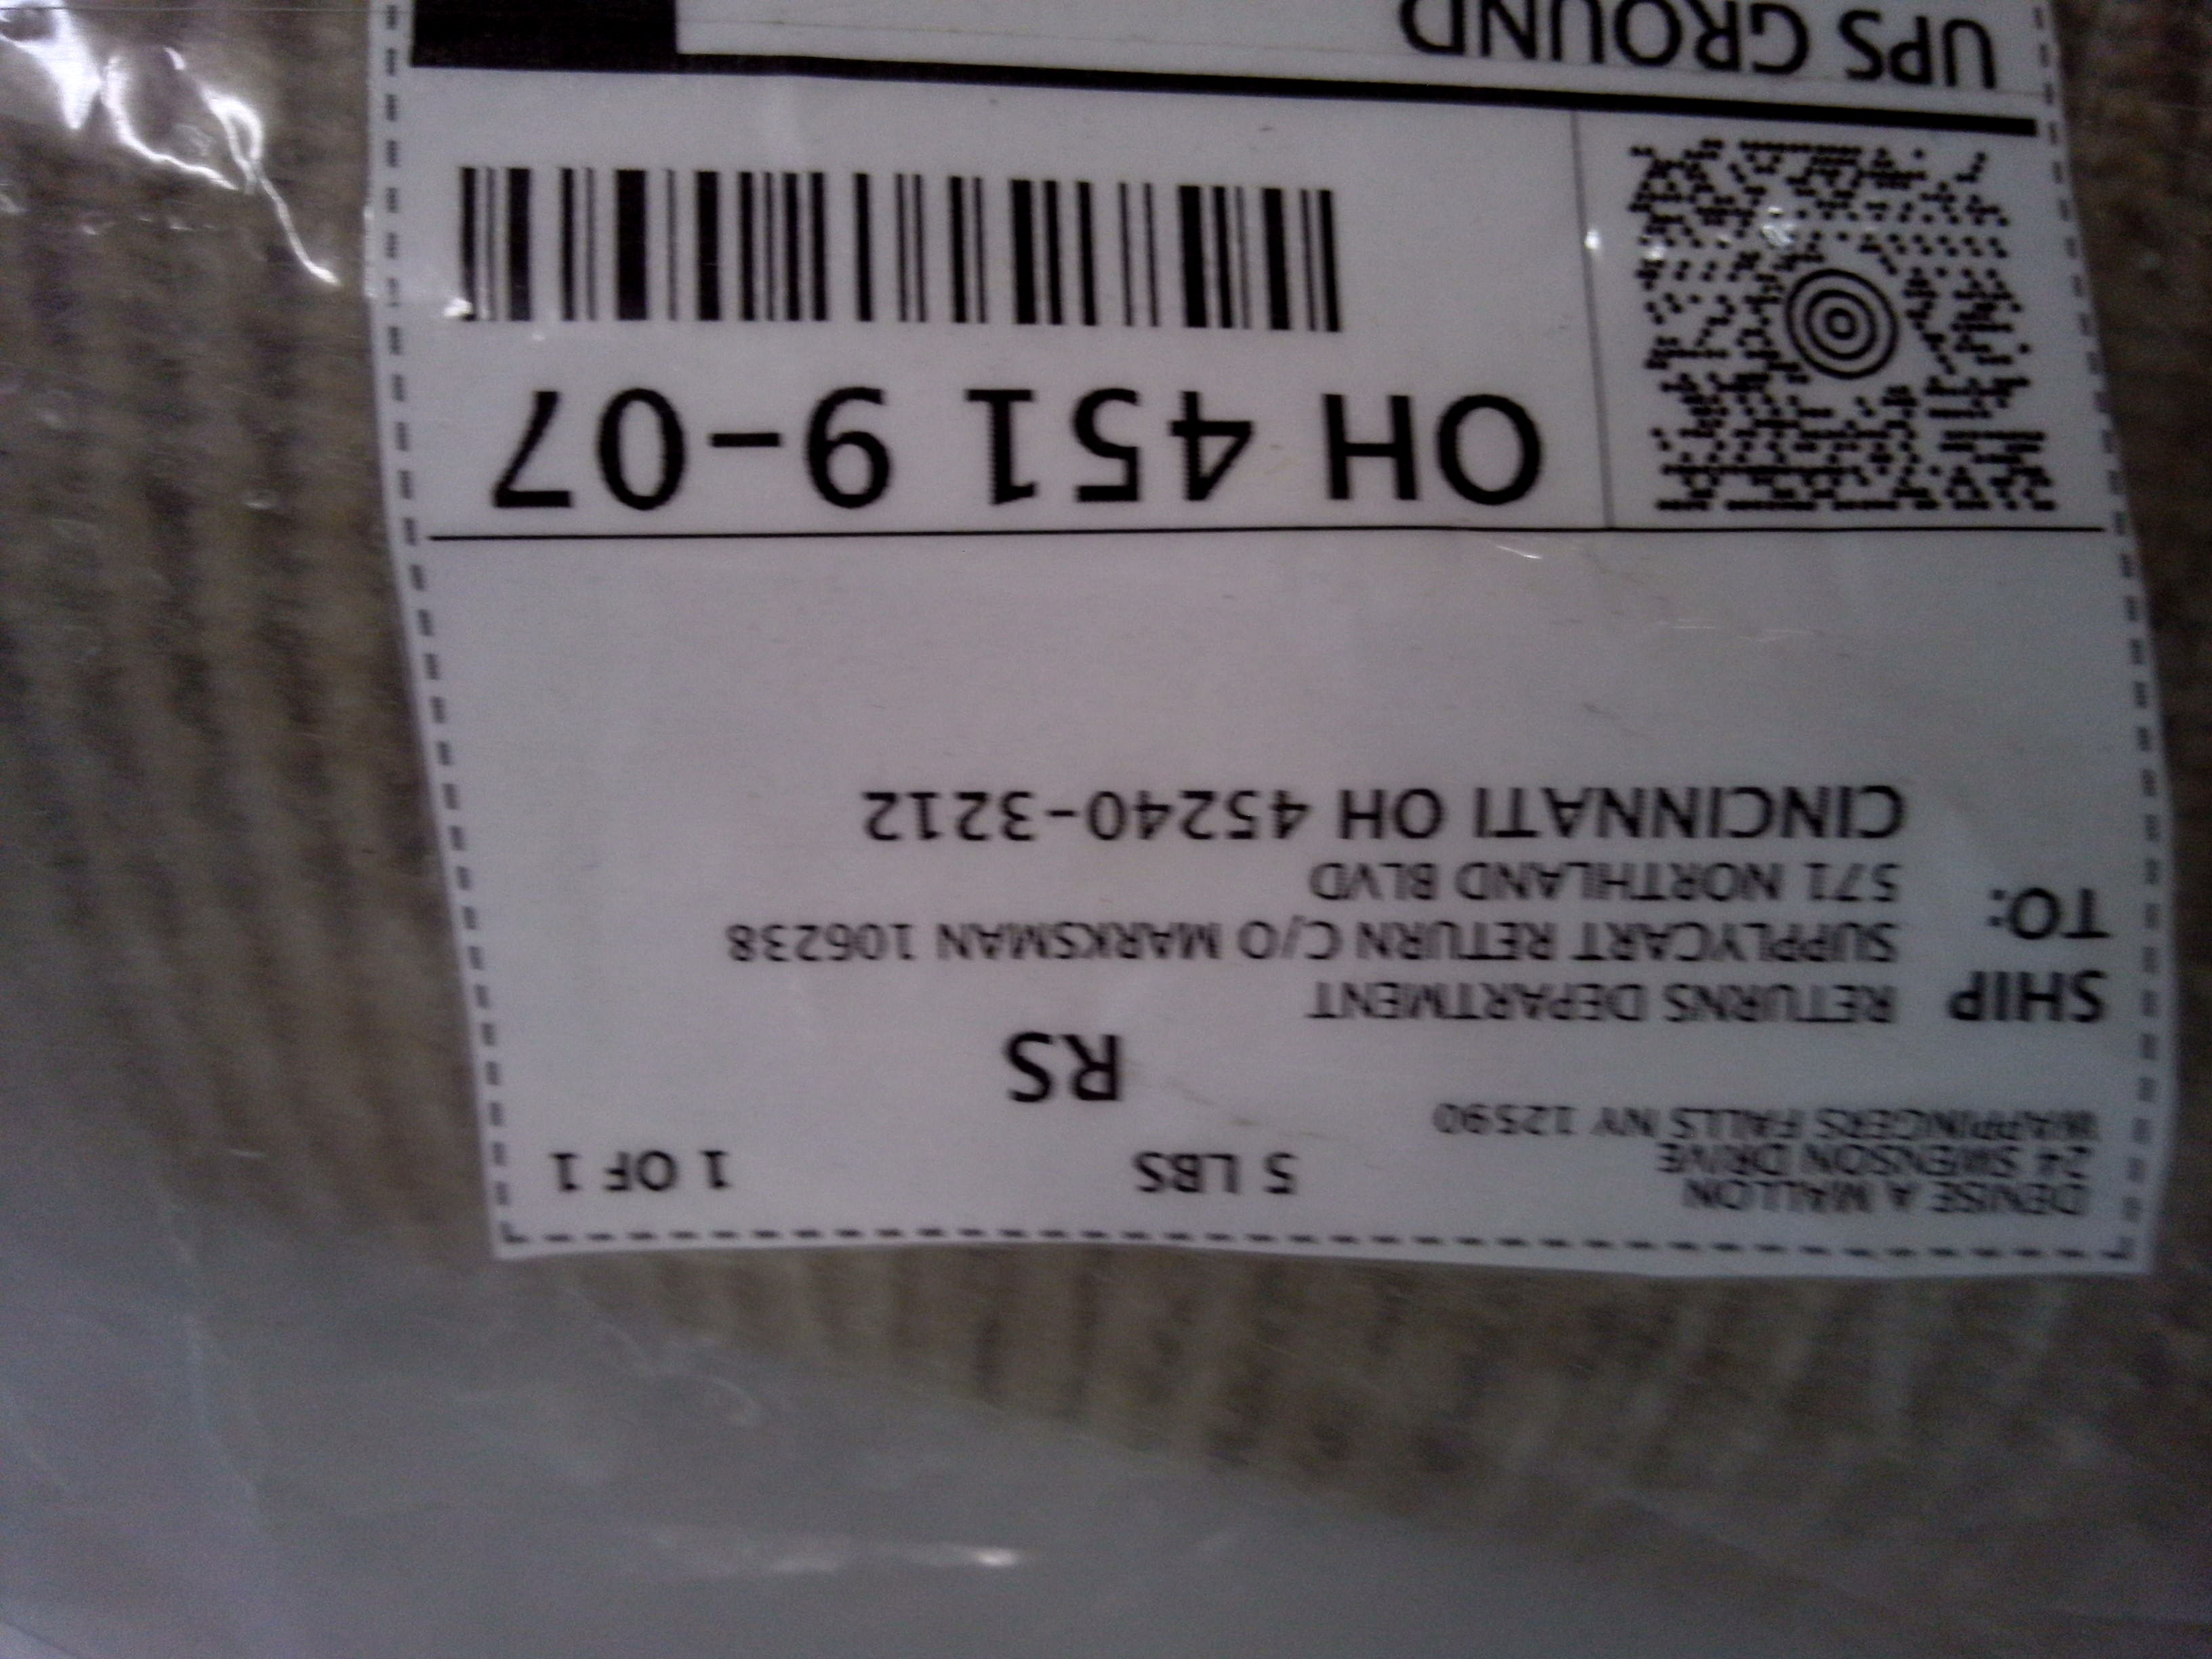 DENISE A WALLON
24 SWENSON DRIVE
WAPPINGERS FALLS NY 12590
5 LBS
1 OF 1
RS
SHIP
TO:
RETURNS DEPARTMENT
SUPPLYCART RETURN C/O MARKSMAN 106238
571 NORTHLAND BLVD
CINCINNATI OH 45240-3212
OH 451 9-07
UPS GROUND